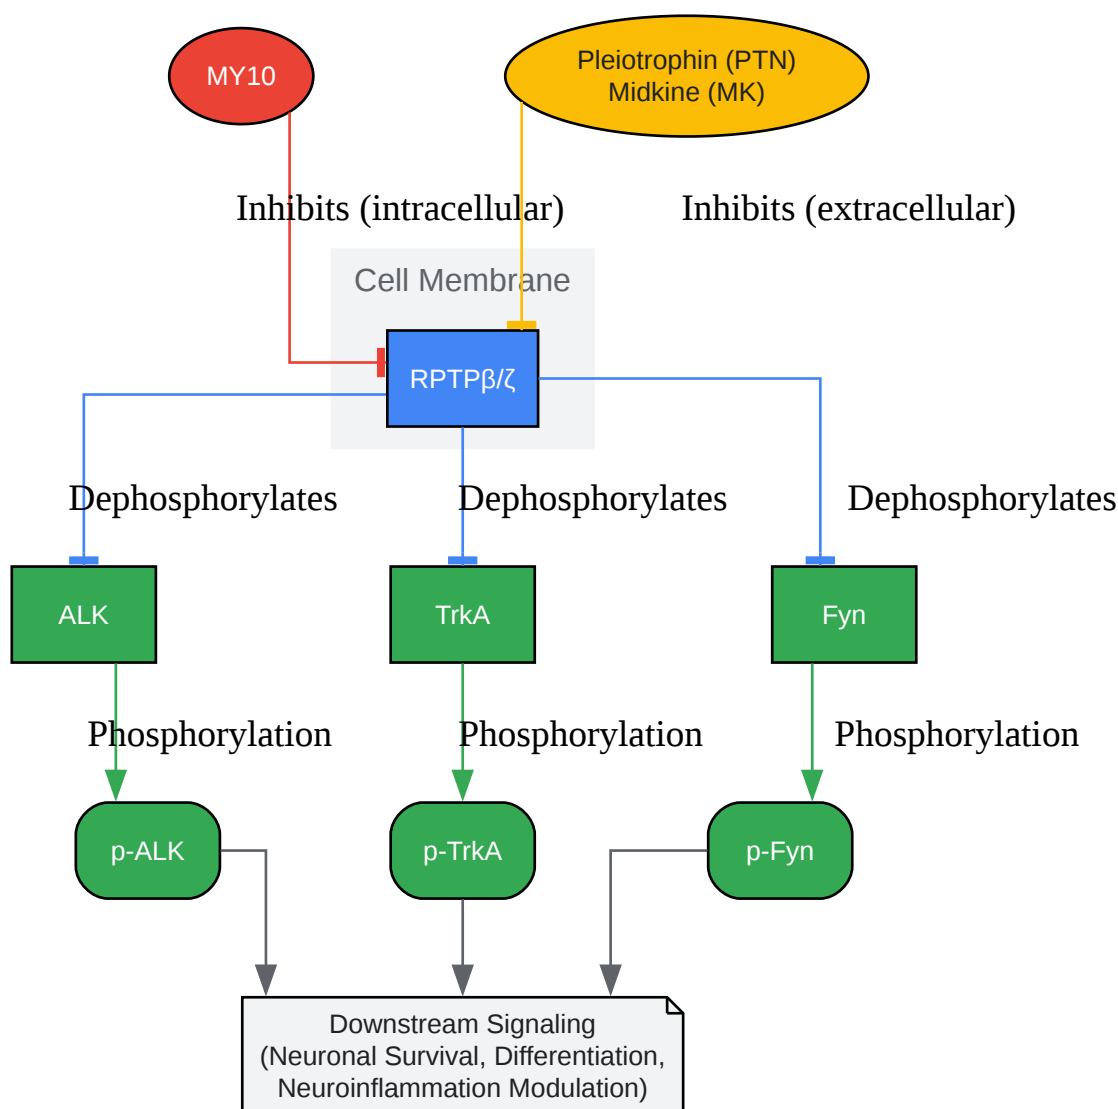 MY10
Pleiotrophin (PTN)
Midkine (MK)
Inhibits (intracellular)
Inhibits (extracellular)
Cell Membrane
RPTPβ/ζ
Dephosphorylates
Dephosphorylates
Dephosphorylates
ALK
TrkA
Fyn
Phosphorylation
Phosphorylation
Phosphorylation
p-ALK
p-TrkA
p-Fyn
Downstream Signaling
(Neuronal Survival, Differentiation,
Neuroinflammation Modulation)